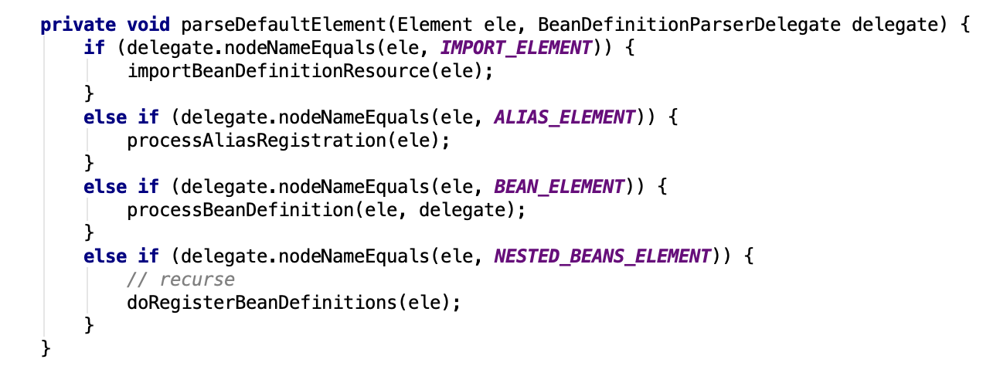 private void parseDefaultElement(Element ele, BeanDefinitionParserDelegate delegate) {
    if (delegate.nodeNameEquals(ele, IMPORT_ELEMENT)) {
        importBeanDefinitionResource(ele);
    }
    else if (delegate.nodeNameEquals(ele, ALIAS_ELEMENT)) {
        processAliasRegistration(ele);
    }
    else if (delegate.nodeNameEquals(ele, BEAN_ELEMENT)) {
        processBeanDefinition(ele, delegate);
    }
    else if (delegate.nodeNameEquals(ele, NESTED_BEANS_ELEMENT)) {
        // recurse
        doRegisterBeanDefinitions(ele);
    }
}